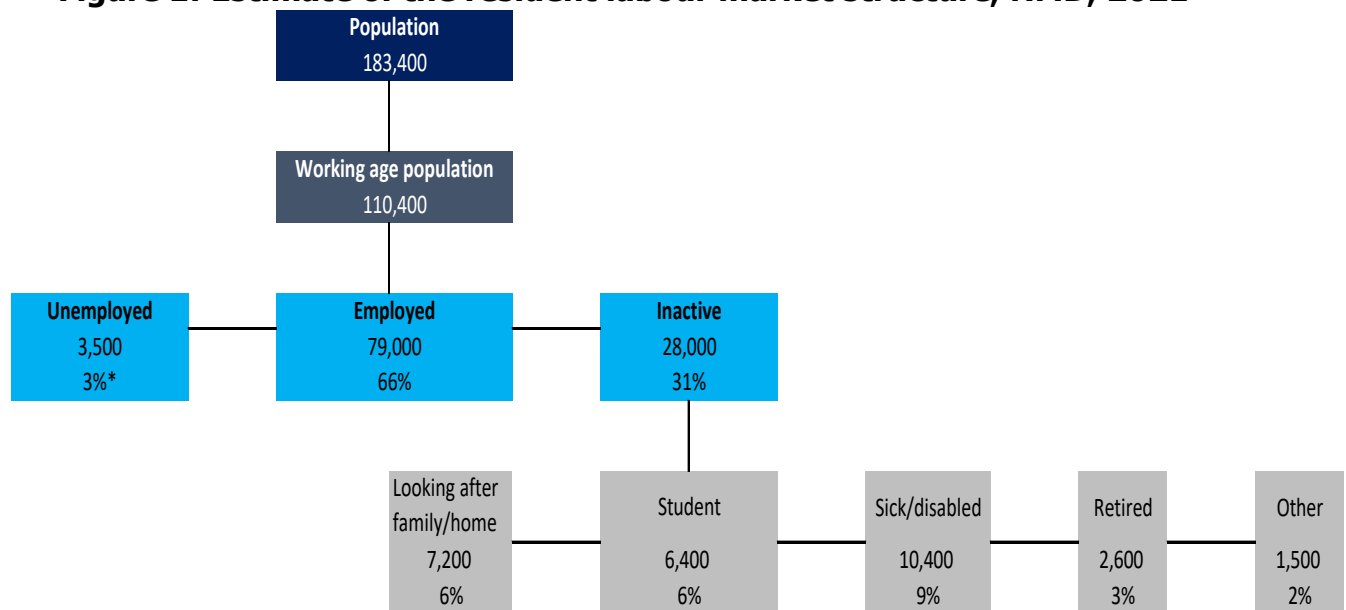 Population
183,400
Working age population
110,400
Unemployed
3,500
3%*
Employed
79,000
66%
Inactive
28,000
31%
Looking after
family/home
7,200
6%
Student
6,400
6%
Sick/disabled
10,400
9%
Retired
2,600
3%
Other
1,500
2%